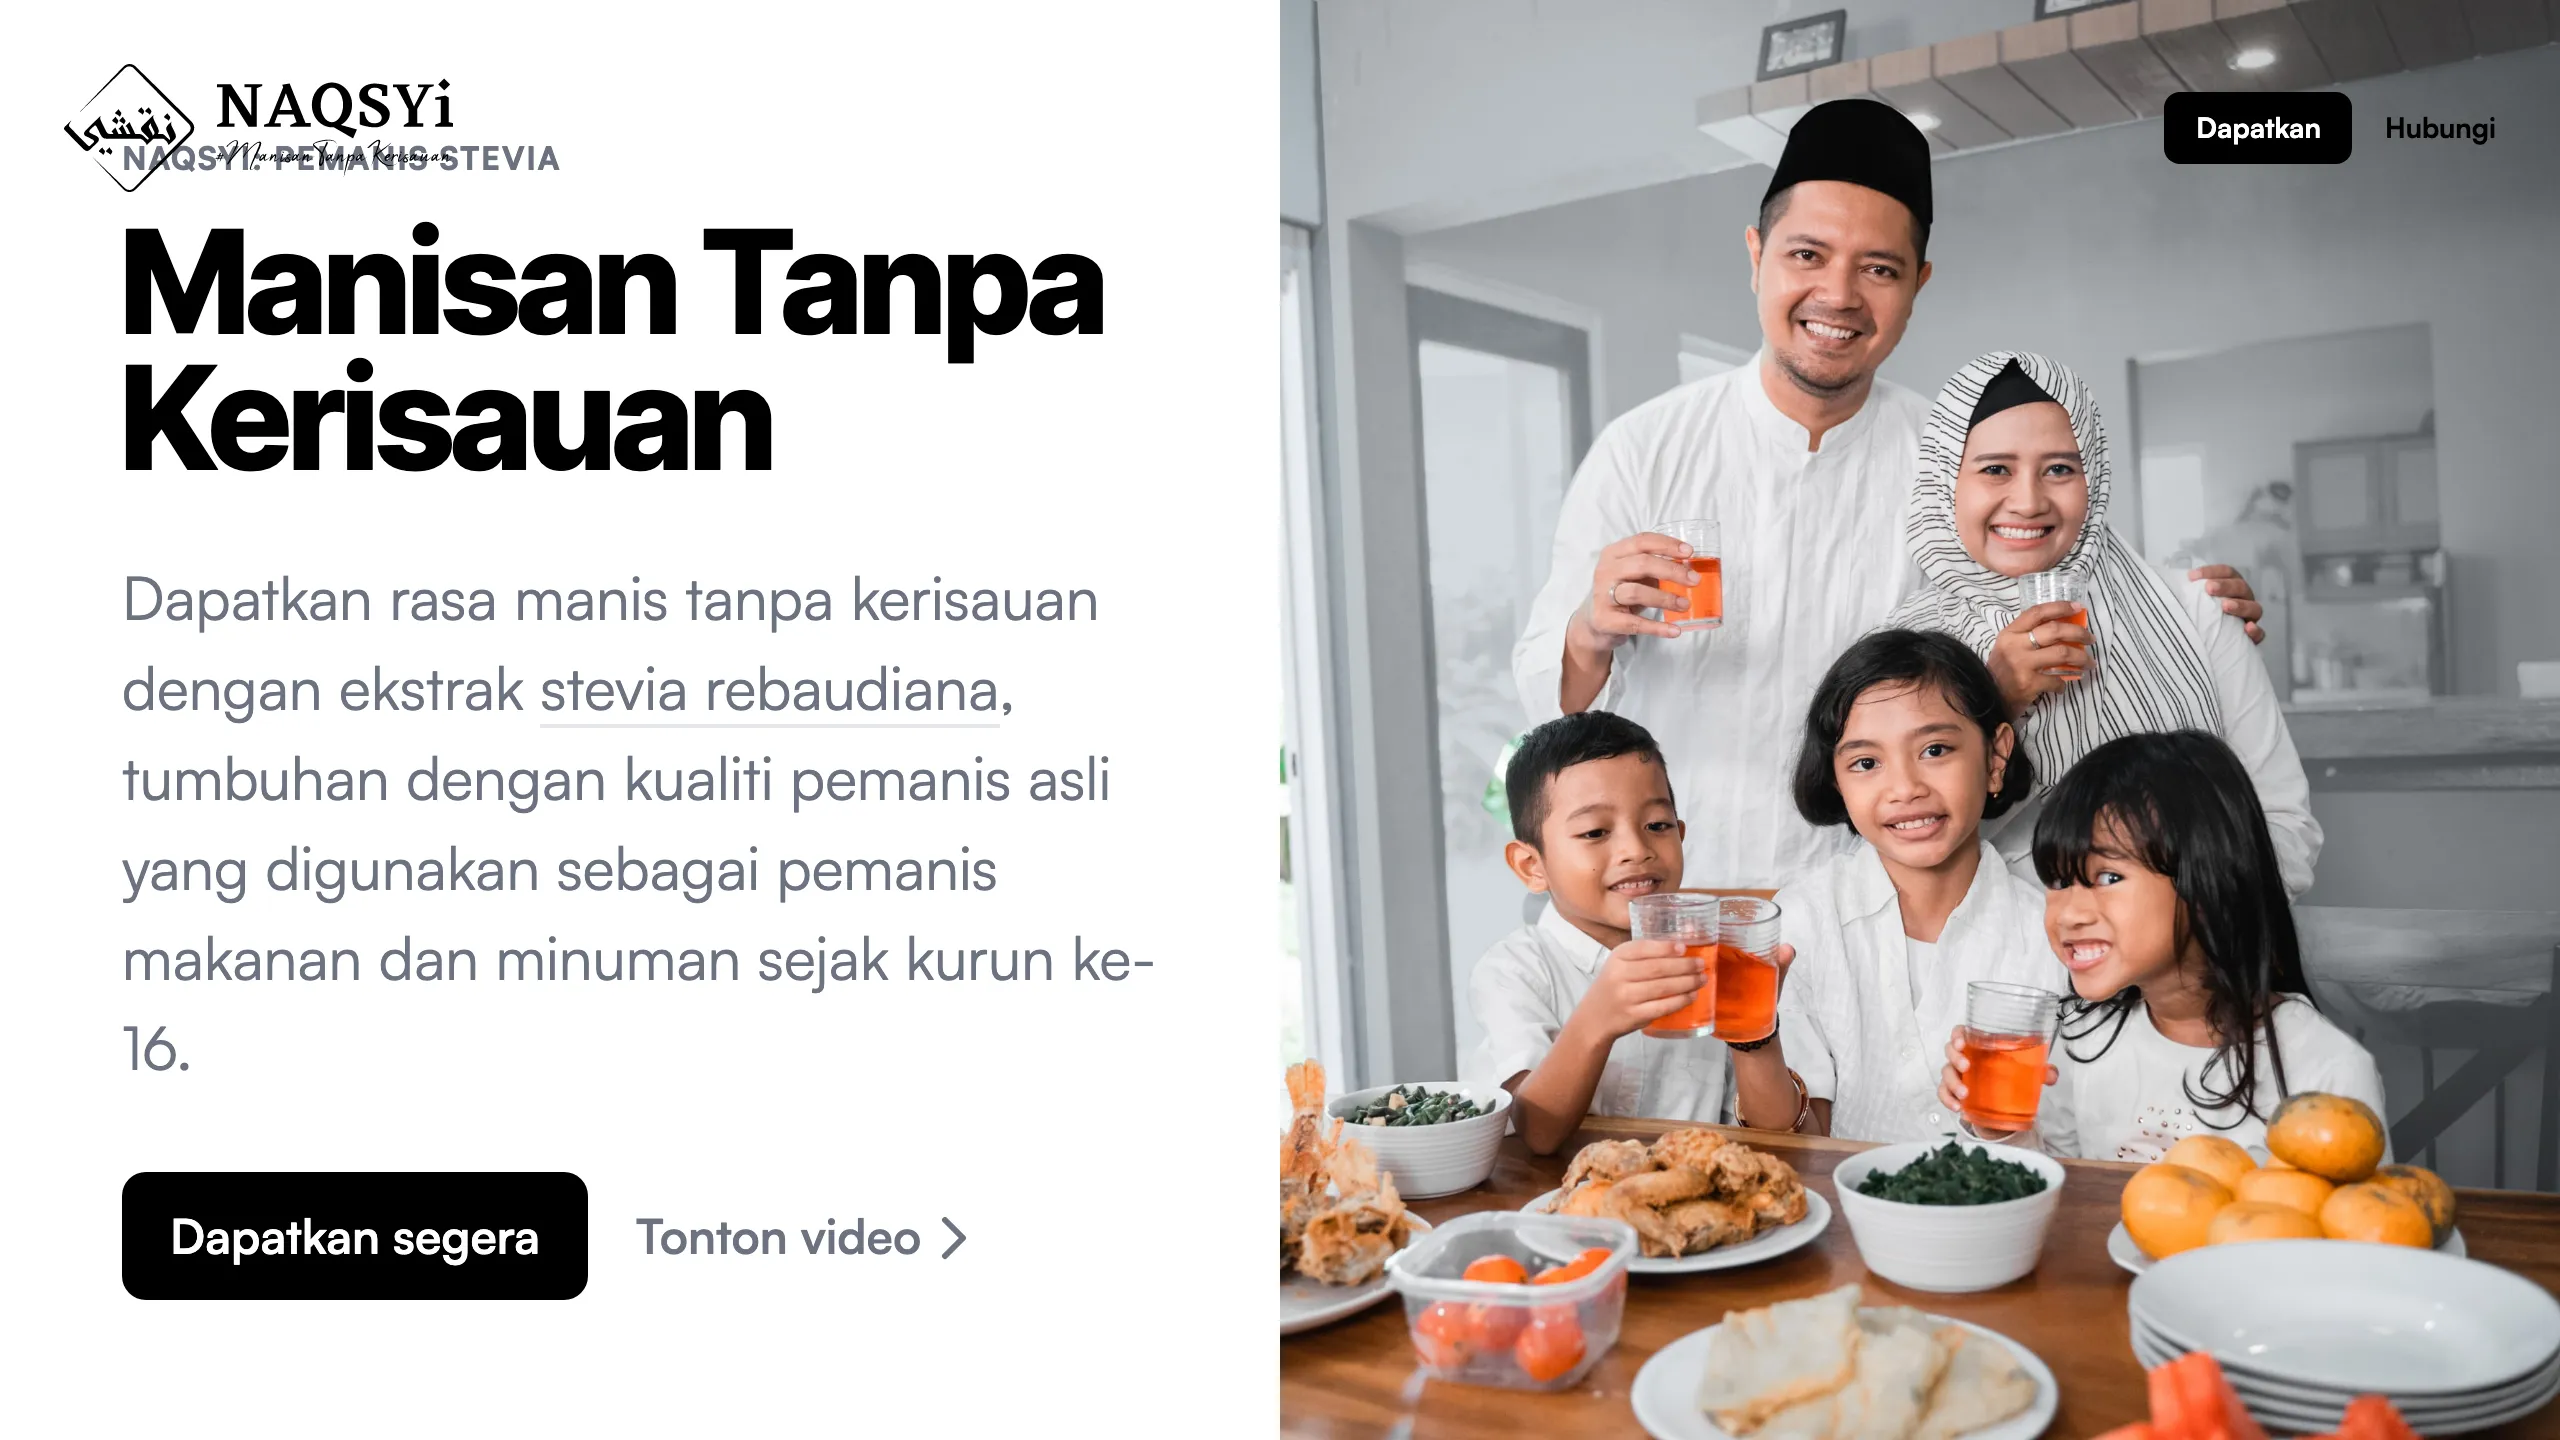 نقشي
NAQSYi
#Manisan Tanpa Kerisauan
NAQSYI: PEMANIS STEVIA
Dapatkan
Hubungi
Manisan Tanpa
Kerisauan
Dapatkan rasa manis tanpa kerisauan
dengan ekstrak stevia rebaudiana,
tumbuhan dengan kualiti pemanis asli
yang digunakan sebagai pemanis
makanan dan minuman sejak kurun ke-
16.
Dapatkan segera
Tonton video